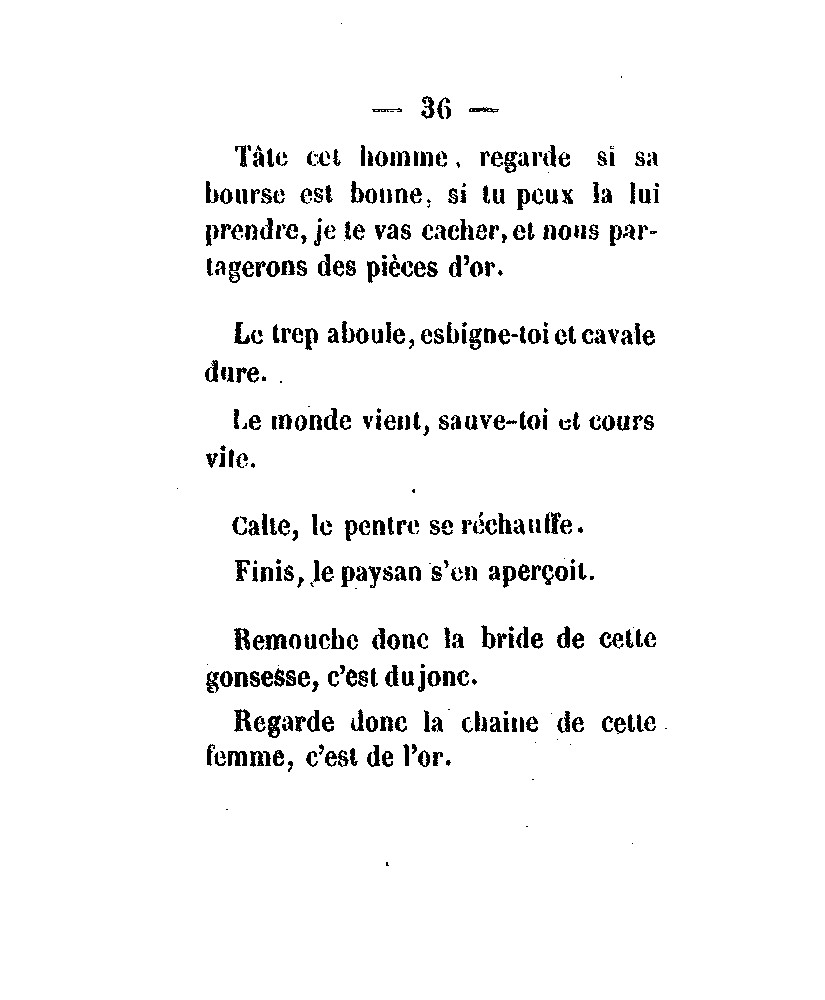 — 36 —
Tâte cet homme, regarde si sa
bourse est bonne, si tu peux la lui
prendre, je te vas cacher, et nous par-
tagerons des pièces d'or.
Le trep aboule, esbigne-toi et cavale
dure.
Le monde vient, sauve-toi et cours
vite.
Calte, le pentre se réchauffe.
Finis, le paysan s'en aperçoit.
Remouche donc la bride de cette
gonsesse, c'est du jonc.
Regarde donc la chaine de cette
femme, c'est de l'or.